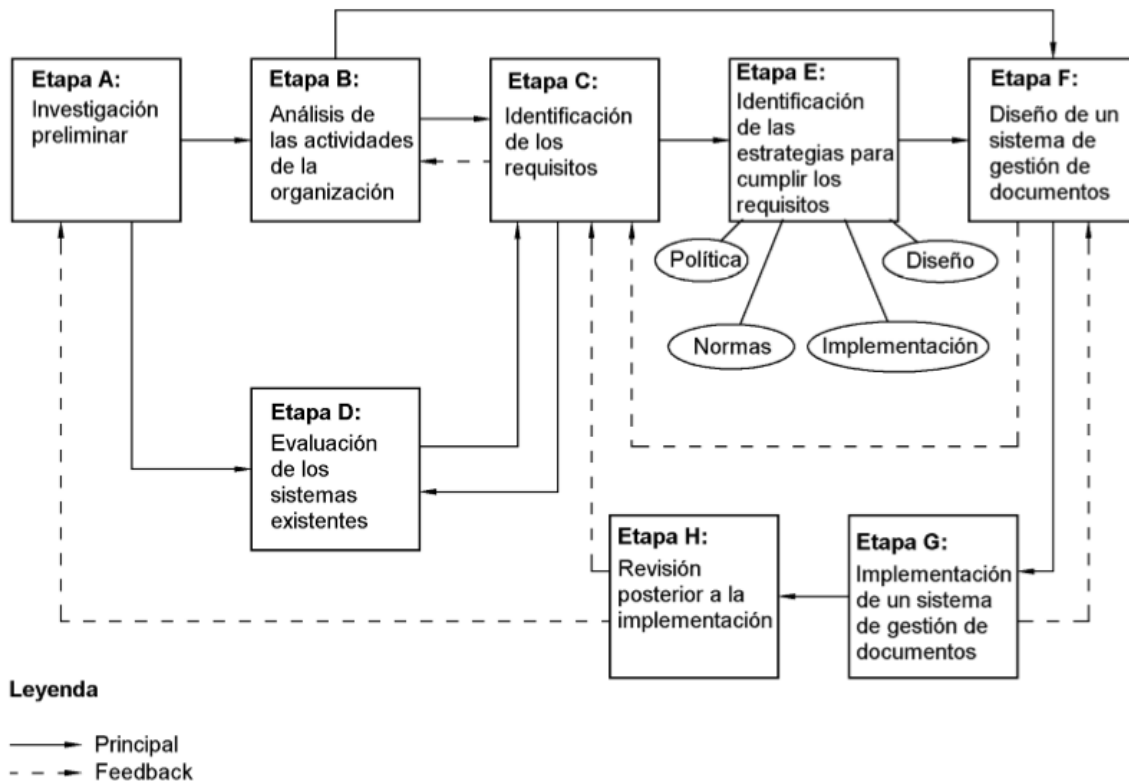 Etapa A:
Investigación
preliminar
Etapa B:
Análisis de
las actividades
de la
organización
Etapa C:
Identificación
de los
requisitos
Etapa E:
Identificación
de las
estrategias para
cumplir los
requisitos
Etapa F:
Diseño de un
sistema de
gestión de
documentos
Política
Diseño
Normas
Implementación
Etapa D:
Evaluación
de los
sistemas
existentes
Etapa H:
Revisión
posterior a la
implementación
Etapa G:
Implementación
de un sistema
de gestión de
documentos
Leyenda
Principal
Feedback